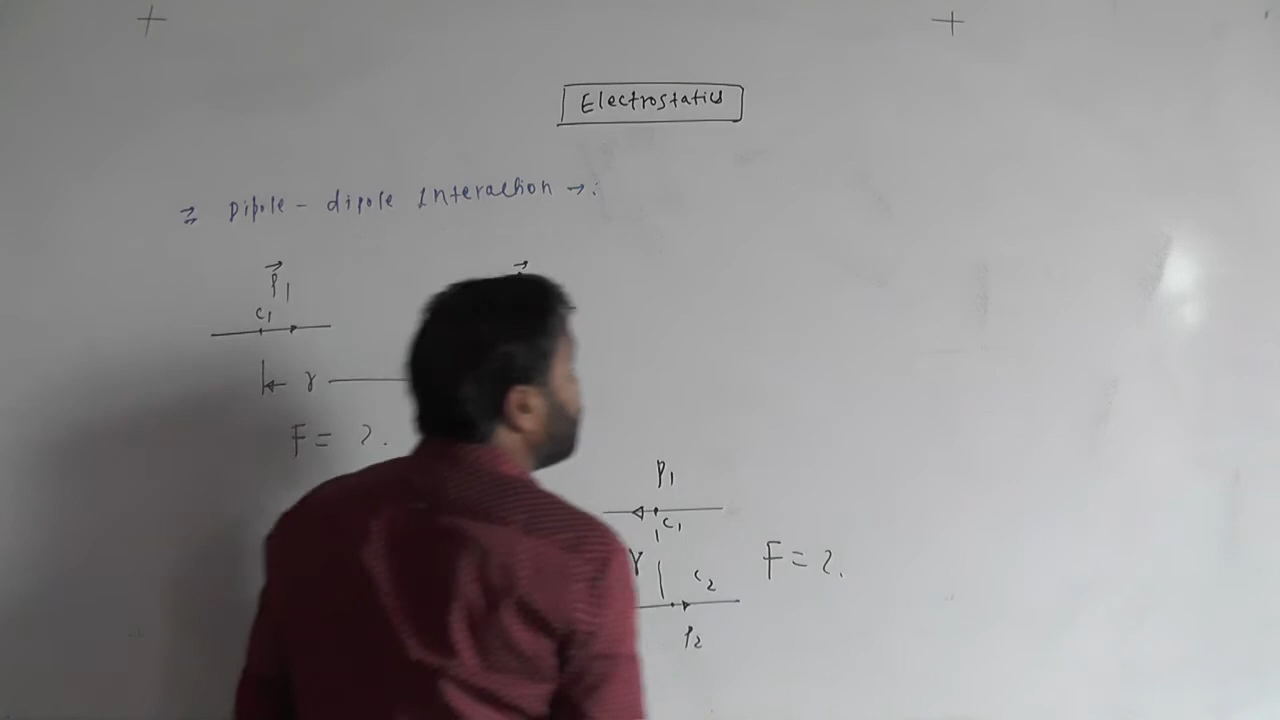 Electrostatics
Dipole - dipole Interaction →:
P1
C1
r
F = ?.
P1
C1
r
C2
F = ?.
P2